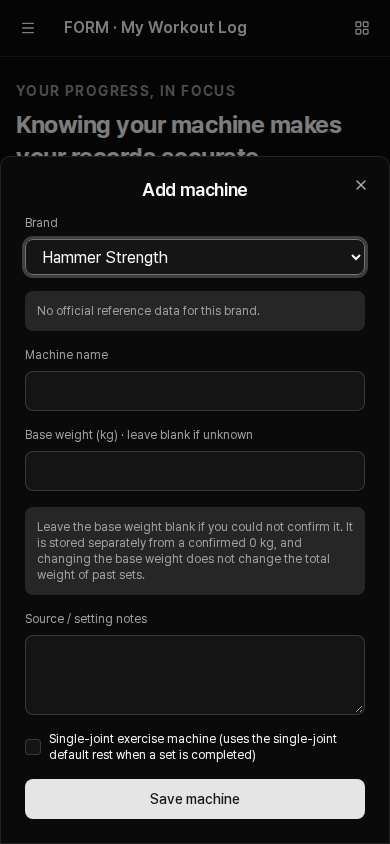 FORM · My Workout Log
YOUR PROGRESS, IN FOCUS
Knowing your machine makes
your records accurate
Add machine
Brand
Hammer Strength
No official reference data for this brand.
Machine name
Base weight (kg) · leave blank if unknown
Leave the base weight blank if you could not confirm it. It
is stored separately from a confirmed 0 kg, and
changing the base weight does not change the total
weight of past sets.
Source / setting notes
Single-joint exercise machine (uses the single-joint
default rest when a set is completed)
Save machine